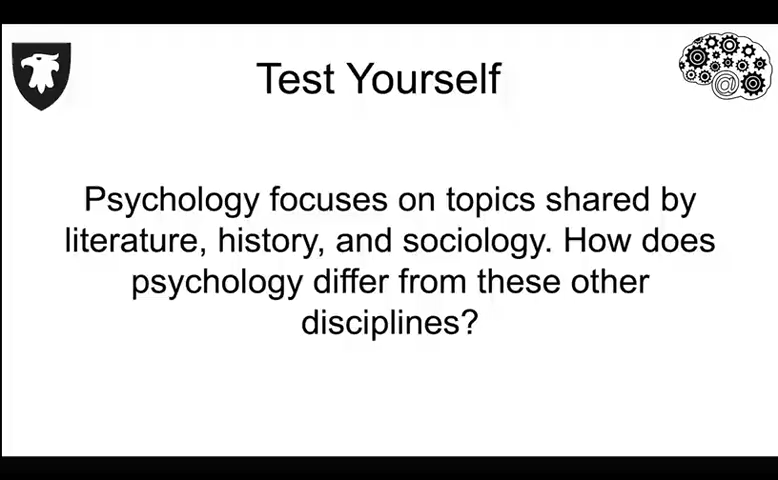 Test Yourself
Psychology focuses on topics shared by
literature, history, and sociology. How does
psychology differ from these other
disciplines?